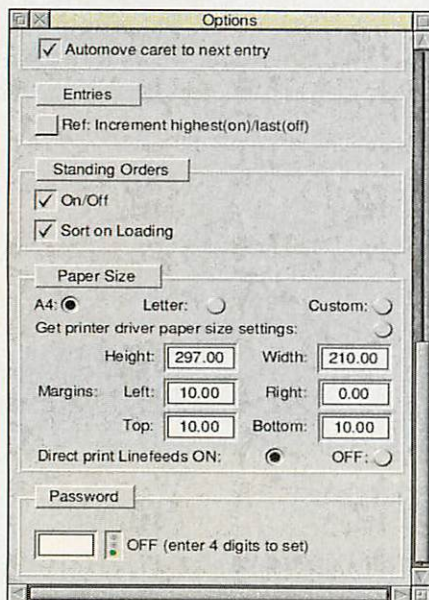 Options
Automove caret to next entry
Entries
Ref: Increment highest(on)/last(off)
Standing Orders
On/Off
Sort on Loading
Paper Size
A4: Letter: Custom:
Get printer driver paper size settings:
Height: 297.00 Width: 210.00
Margins: Left: 10.00 Right: 0.00
Top: 10.00 Bottom: 10.00
Direct print Linefeeds ON: OFF:
Password
OFF (enter 4 digits to set)